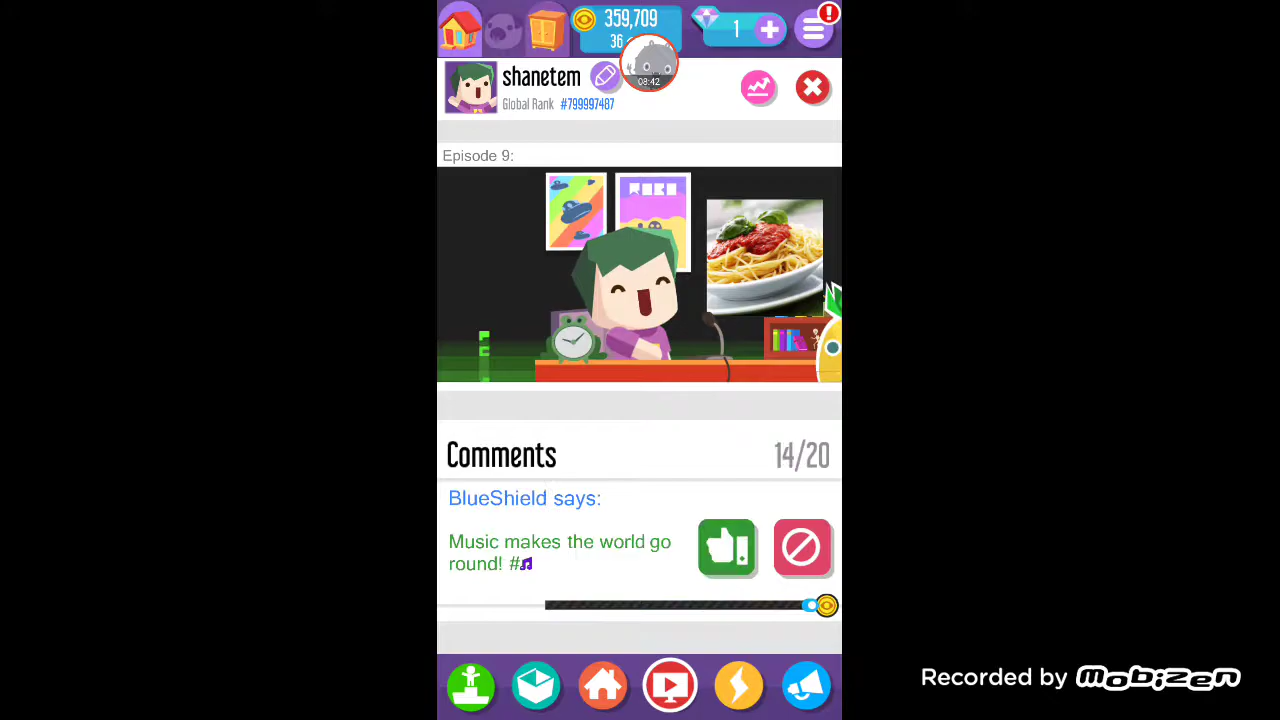 359,709
36
1
08:42
shanetem
Global Rank #799997487
Episode 9:
Comments 14/20
BlueShield says:
Music makes the world go
round! #
Recorded by MOBIZEN